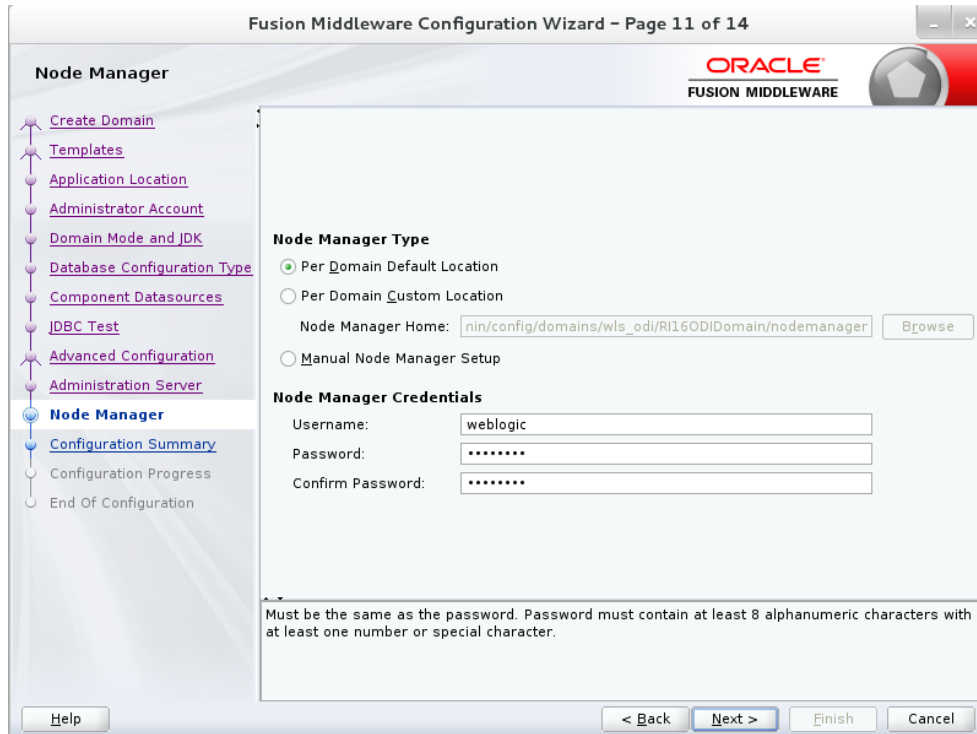 Fusion Middleware Configuration Wizard – Page 11 of 14
Node Manager
ORACLE
FUSION MIDDLEWARE
Create Domain
Templates
Application Location
Administrator Account
Domain Mode and JDK
Database Configuration Type
Component Datasources
JDBC Test
Advanced Configuration
Administration Server
Node Manager
Configuration Summary
Configuration Progress
End Of Configuration
Node Manager Type
Per Domain Default Location
Per Domain Custom Location
Node Manager Home: nin/config/domains/wls_odi/RI16ODIDomain/nodemanager Browse
Manual Node Manager Setup
Node Manager Credentials
Username: weblogic
Password: ••••••••
Confirm Password: ••••••••
Must be the same as the password. Password must contain at least 8 alphanumeric characters with
at least one number or special character.
Help < Back Next > Finish Cancel